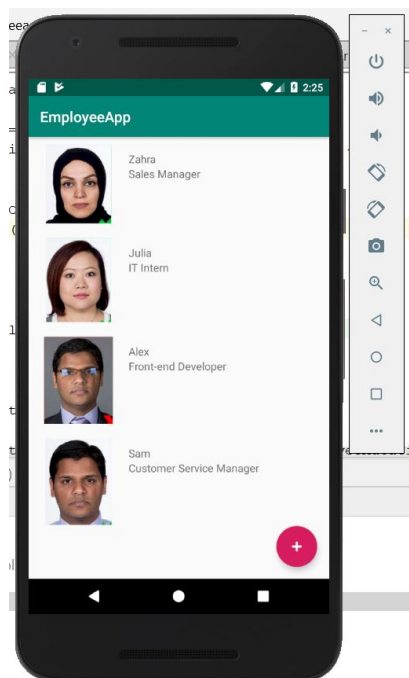 2:25
EmployeeApp
Zahra
Sales Manager
Julia
IT Intern
Alex
Front-end Developer
Sam
Customer Service Manager
+